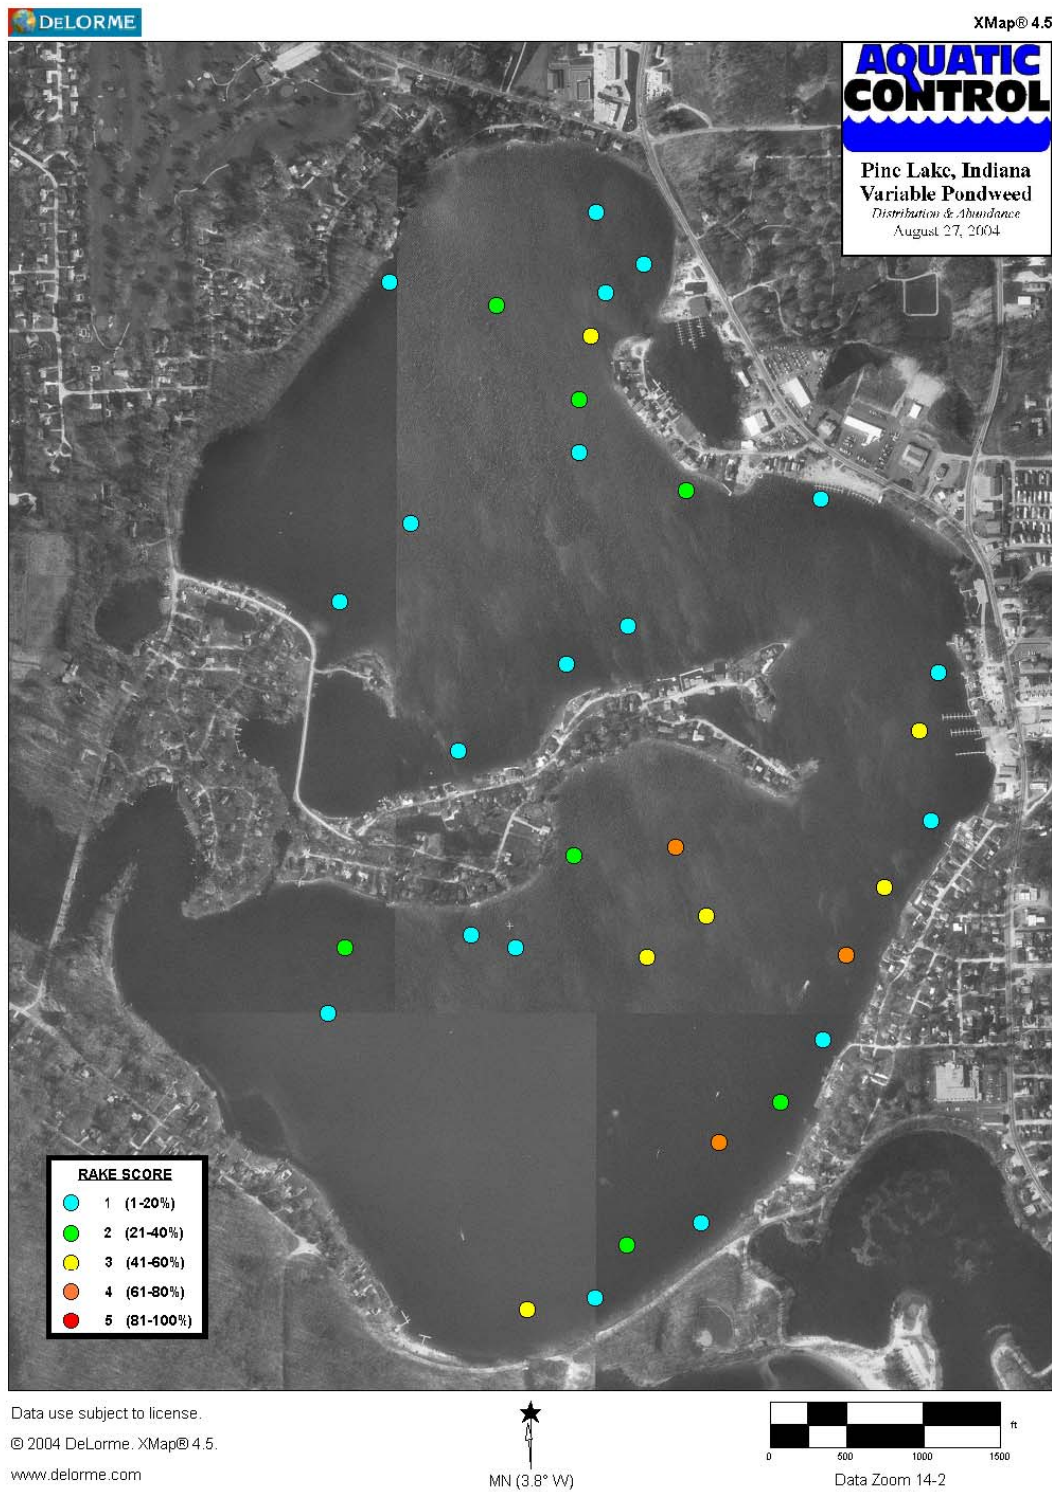 DELORME
XMap® 4.5
AQUATIC
CONTROL
Pine Lake, Indiana
Variable Pondweed
Distribution & Abundance
August 27, 2004
RAKE SCORE
1 (1-20%)
2 (21-40%)
3 (41-60%)
4 (61-80%)
5 (81-100%)
Data use subject to license.
© 2004 DeLorme. XMap® 4.5.
www.delorme.com
MN (3.8° W)
ft
0 500 1000 1500
Data Zoom 14-2